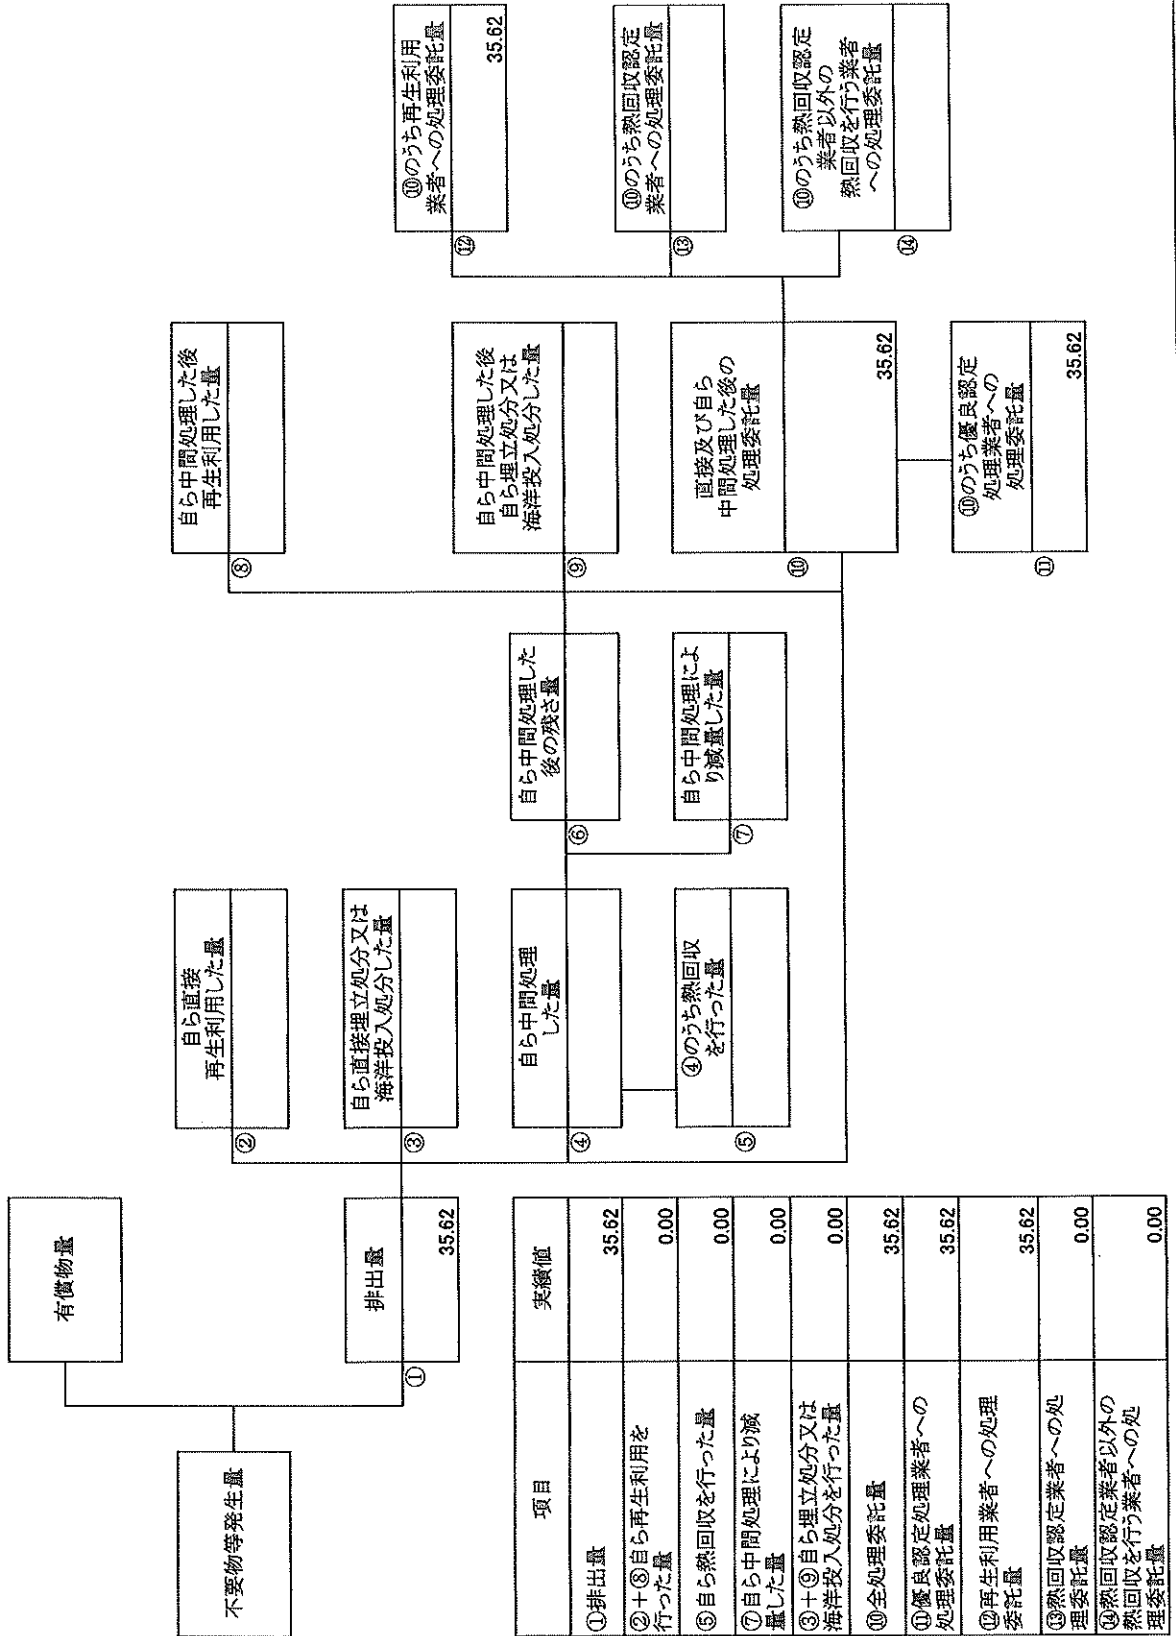 不要物等発生量
有償物量
排出量
①
35.62
自ら直接
再生利用した量
②
自ら直接埋立処分又は
海洋投入処分した量
③
自ら中間処理
した量
④
④のうち熱回収
を行った量
⑤
自ら中間処理した
後の残さ量
⑥
自ら中間処理によ
り減量した量
⑦
自ら中間処理した後
再生利用した量
⑧
自ら中間処理した後
自ら埋立処分又は
海洋投入処分した量
⑨
直接及び自ら
中間処理した後の
処理委託量
⑩
35.62
⑩のうち優良認定
処理業者への
処理委託量
⑪
35.62
⑩のうち再生利用
業者への処理委託量
⑫
35.62
⑩のうち熱回収認定
業者への処理委託量
⑬
⑩のうち熱回収認定
業者以外の
熱回収を行う業者
への処理委託量
⑭
項目 実績値
①排出量 35.62
②+⑧自ら再生利用を
行った量 0.00
⑤自ら熱回収を行った量 0.00
⑦自ら中間処理により減
量した量 0.00
③+⑨自ら埋立処分又は
海洋投入処分を行った量 0.00
⑩全処理委託量 35.62
⑪優良認定処理業者への
処理委託量 35.62
⑫再生利用業者への処理
委託量 35.62
⑬熱回収認定業者への処
理委託量 0.00
⑭熱回収認定業者以外の
熱回収を行う業者への処
理委託量 0.00